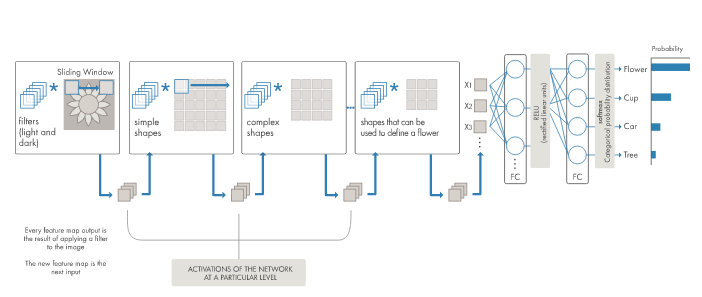 Sliding Window
filters
(light and
dark)
simple
shapes
complex
shapes
shapes that can be
used to define a flower
X1
X2
X3
FC
RELU
(rectified linear units)
FC
softmax
Categorical probability distribution
Probability
Flower
Cup
Car
Tree
Every feature map output is
the result of applying a filter
to the image
The new feature map is the
next input
ACTIVATIONS OF THE NETWORK
AT A PARTICULAR LEVEL